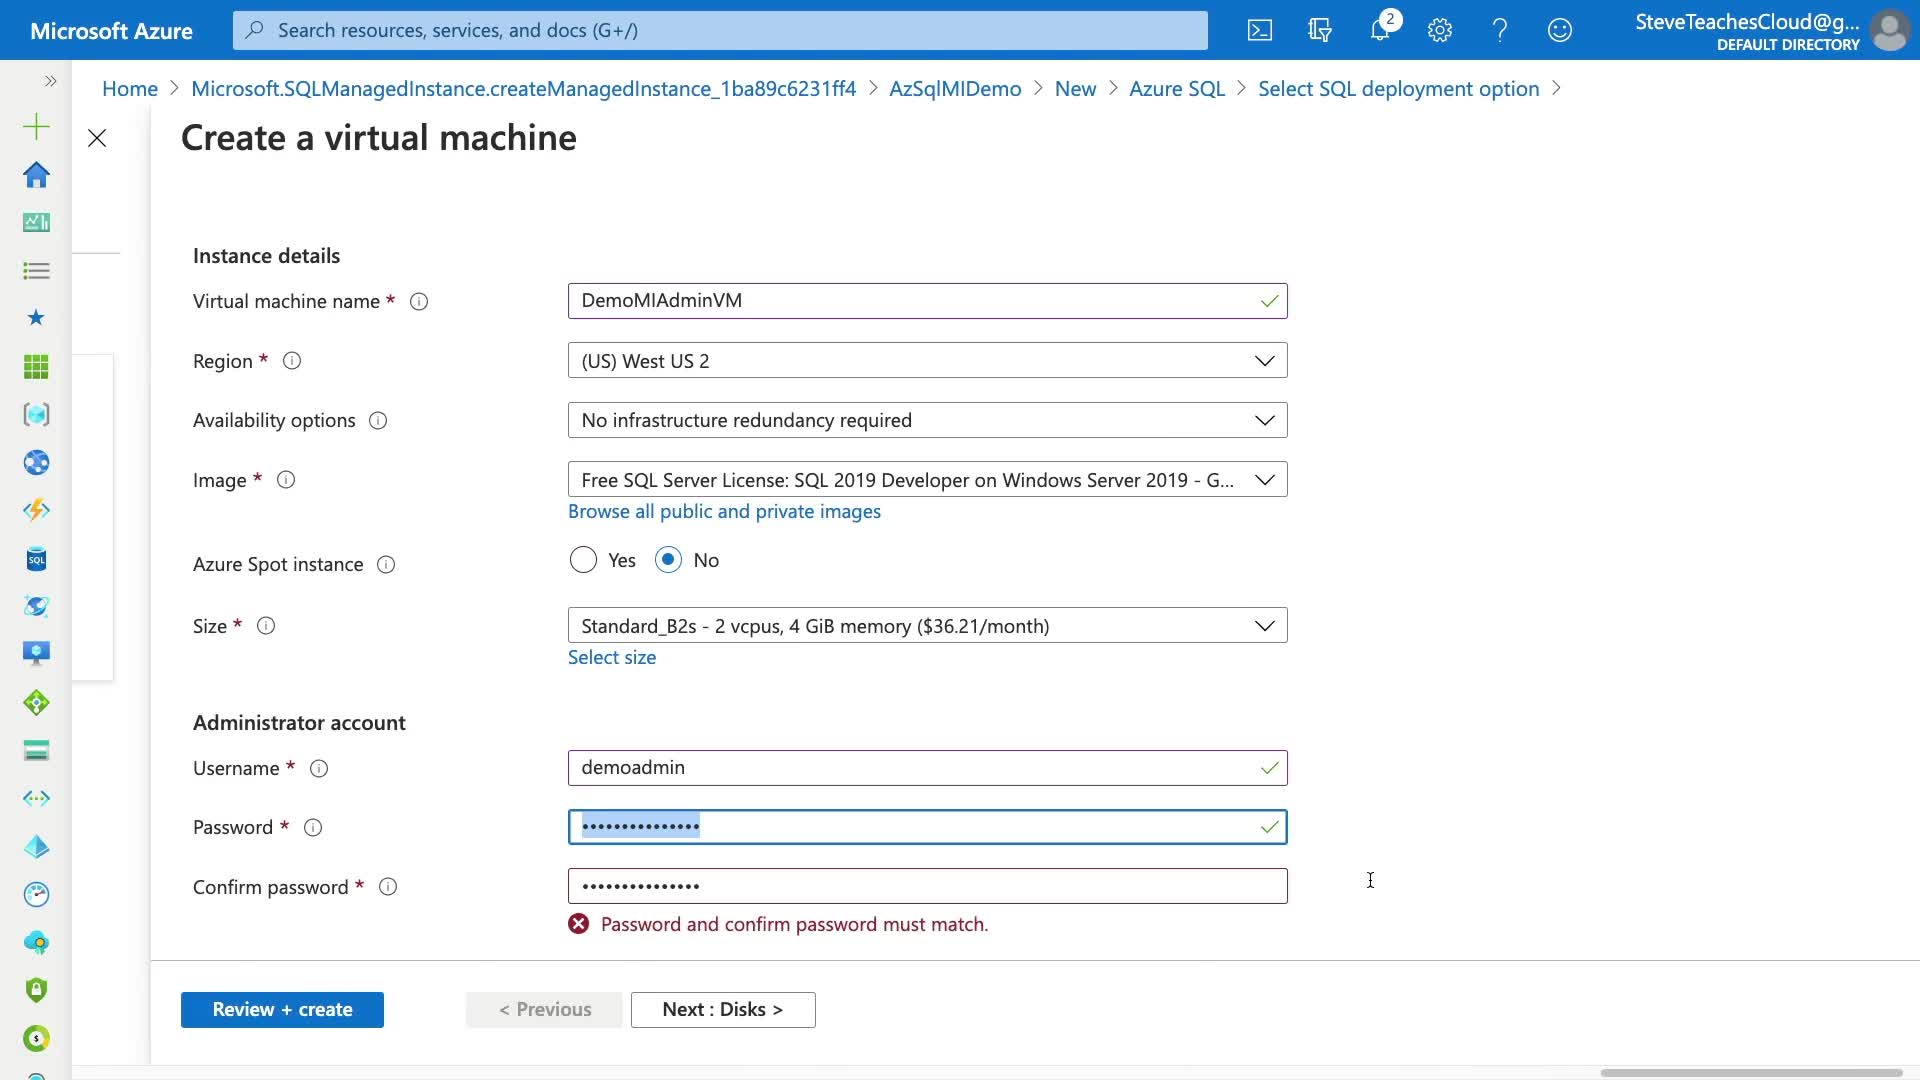 Microsoft Azure
Search resources, services, and docs (G+/)
2
SteveTeachesCloud@g...
DEFAULT DIRECTORY
Home > Microsoft.SQLManagedInstance.createManagedInstance_1ba89c6231ff4 > AzSqlMIDemo > New > Azure SQL > Select SQL deployment option >
Create a virtual machine
Instance details
Virtual machine name * DemoMIAdminVM
Region * (US) West US 2
Availability options No infrastructure redundancy required
Image * Free SQL Server License: SQL 2019 Developer on Windows Server 2019 - G...
Browse all public and private images
Azure Spot instance Yes No
Size * Standard_B2s - 2 vcpus, 4 GiB memory ($36.21/month)
Select size
Administrator account
Username * demoadmin
Password * •••••••••••••••
Confirm password * •••••••••••••••
Password and confirm password must match.
Review + create < Previous Next : Disks >
SQL